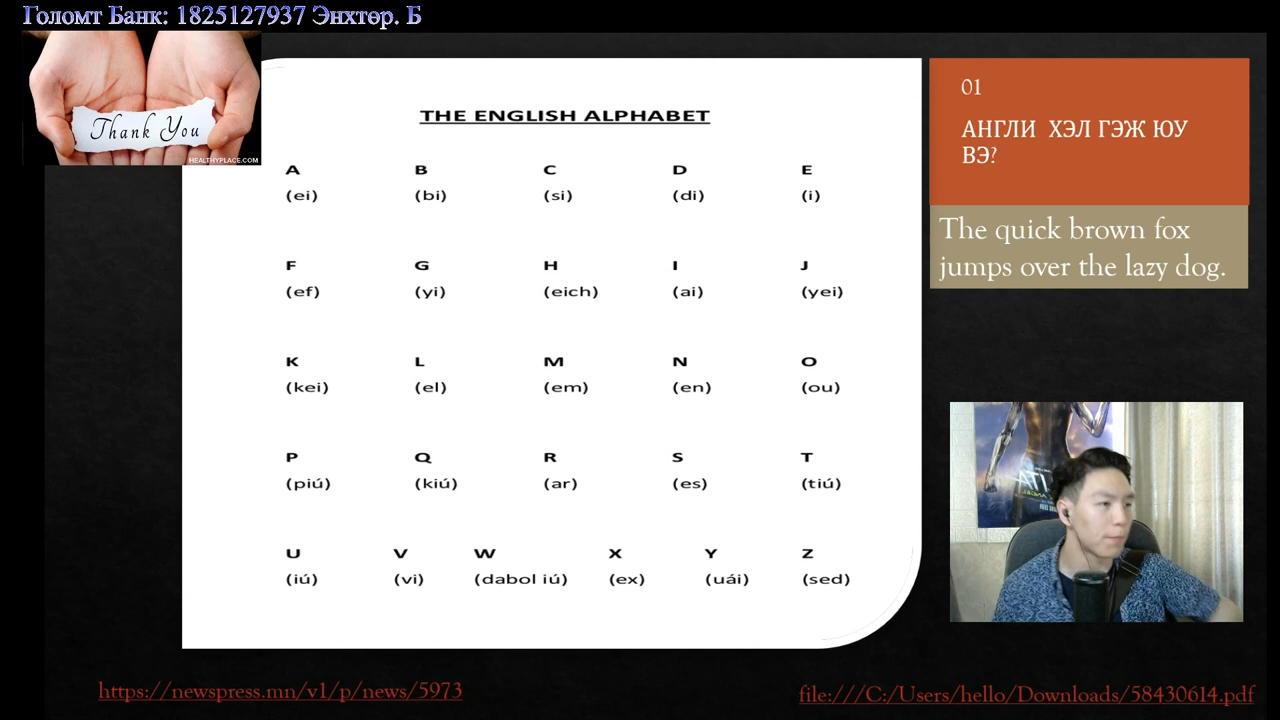 Голомт Банк: 1825127937 Энхтөр. Б
Thank You
HEALTHYPLACE.COM
THE ENGLISH ALPHABET
A B C D E
(ei) (bi) (si) (di) (i)
F G H I J
(ef) (yi) (eich) (ai) (yei)
K L M N O
(kei) (el) (em) (en) (ou)
P Q R S T
(piú) (kiú) (ar) (es) (tiú)
U V W X Y Z
(iú) (vi) (dabol iú) (ex) (uái) (sed)
01
АНГЛИ ХЭЛ ГЭЖ ЮУ
ВЭ?
The quick brown fox
jumps over the lazy dog.
https://newspress.mn/v1/p/news/5973
file:///C:/Users/hello/Downloads/58430614.pdf